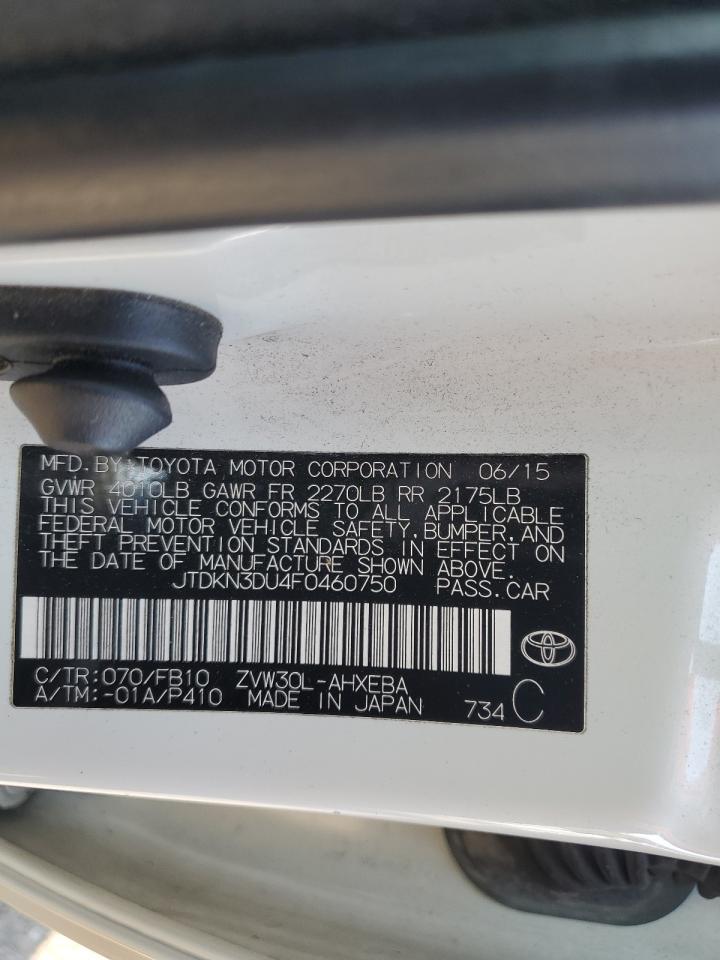 MFD. BY: TOYOTA MOTOR CORPORATION 06/15
GVWR 4010LB GAWR FR 2270LB RR 2175LB
THIS VEHICLE CONFORMS TO ALL APPLICABLE
FEDERAL MOTOR VEHICLE SAFETY, BUMPER, AND
THEFT PREVENTION STANDARDS IN EFFECT ON
THE DATE OF MANUFACTURE SHOWN ABOVE.
JTDKN3DU4F0460750 PASS. CAR
C/TR: 070/FB10 ZVW30L-AHXEBA
A/TM: -01A/P410 MADE IN JAPAN 734 C